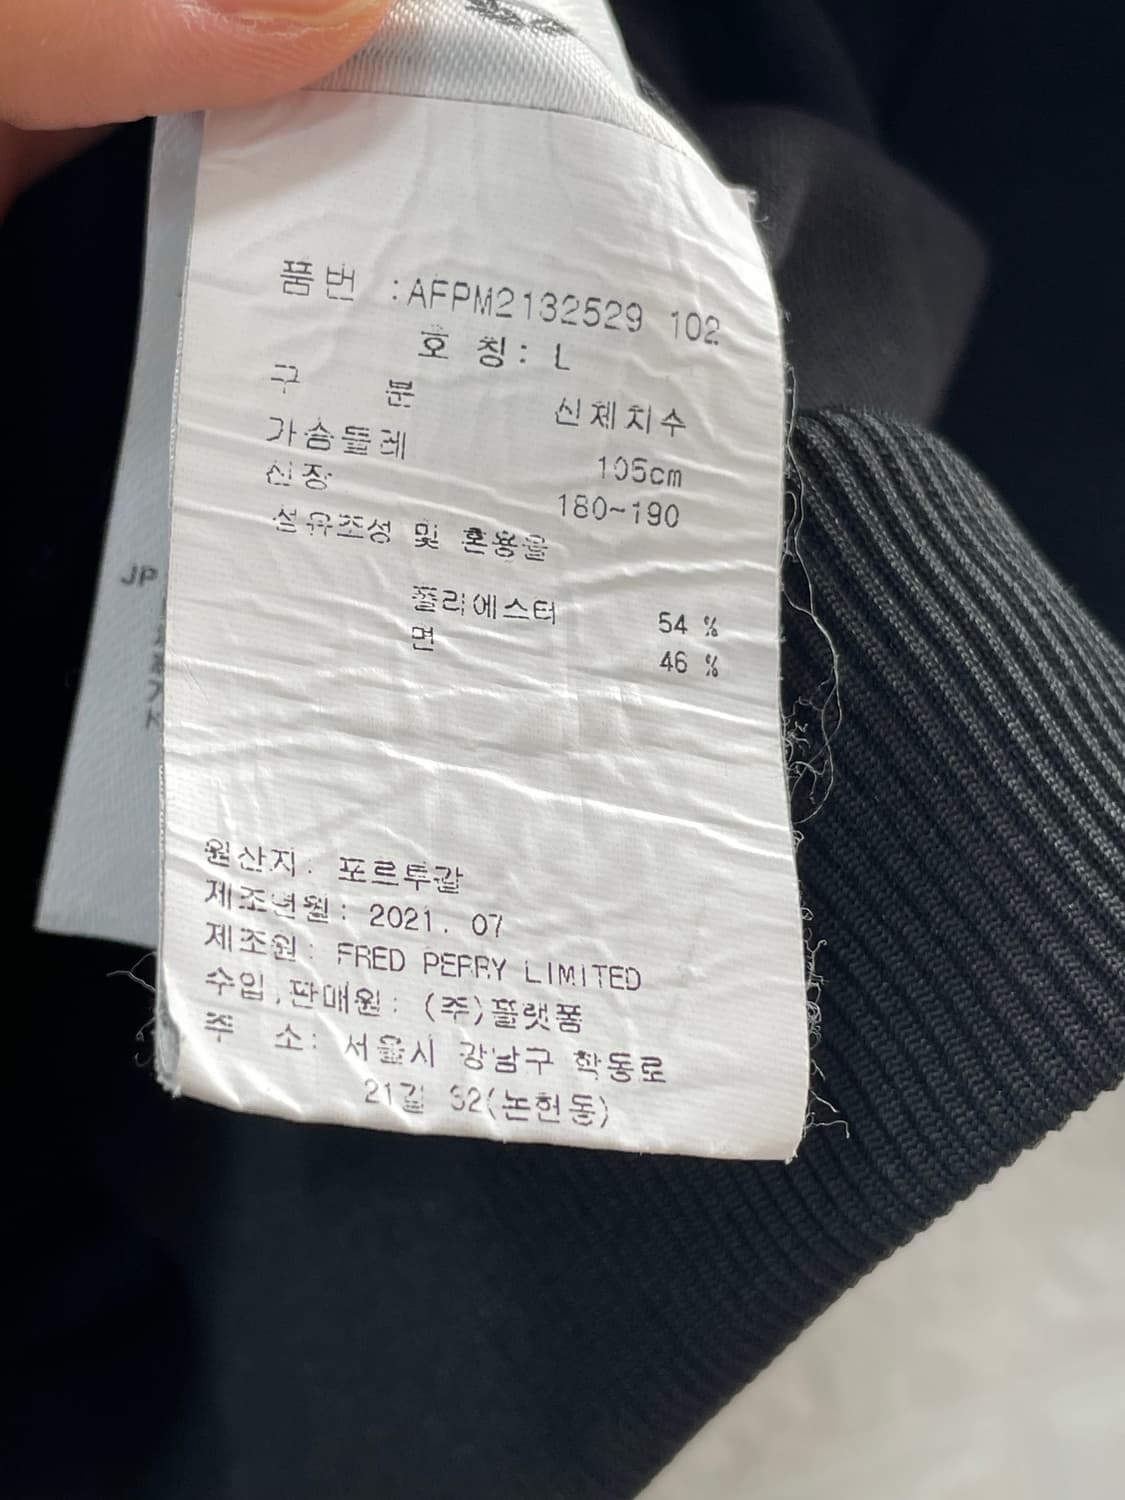 품번 :AFPM2132529 102
호 칭: L
구 분 신체치수
가슴둘레 105cm
신장 180~190
섬유조성 및 혼용율
폴리에스터 54 %
면 46 %
원산지: 포르투갈
제조년월: 2021. 07
제조원: FRED PERRY LIMITED
수입,판매원: (주)플랫폼
주 소: 서울시 강남구 학동로
21길 32(논현동)
JP